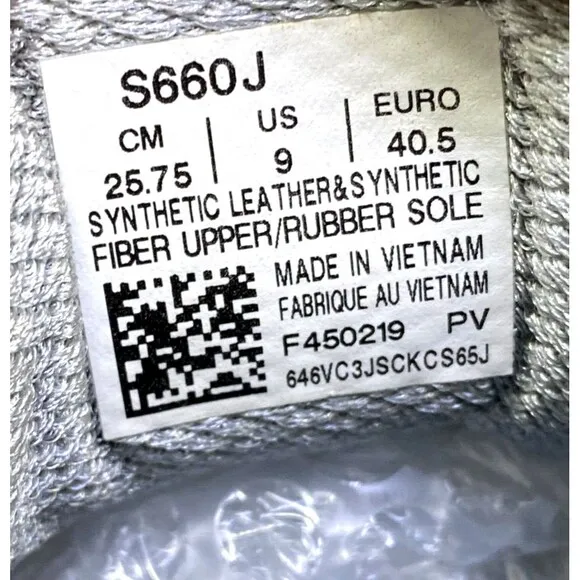 S660J
CM | US | EURO
25.75 | 9 | 40.5
SYNTHETIC LEATHER&SYNTHETIC
FIBER UPPER/RUBBER SOLE
MADE IN VIETNAM
FABRIQUE AU VIETNAM
F450219 PV
646VC3JSCKCS65J